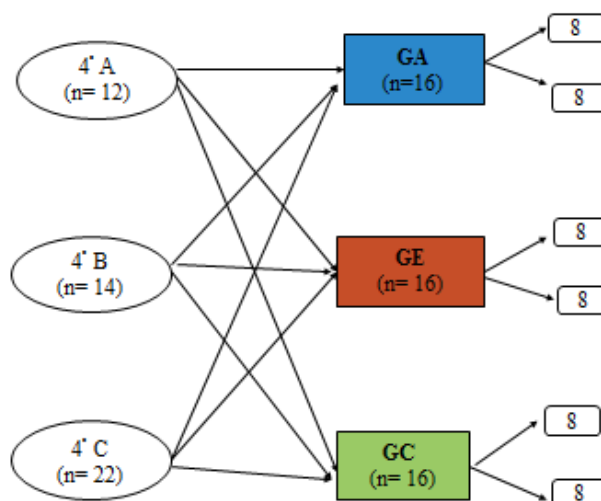 4° A
(n= 12)
GA
(n=16)
8
8
4° B
(n= 14)
GE
(n= 16)
8
8
4° C
(n= 22)
GC
(n= 16)
8
8